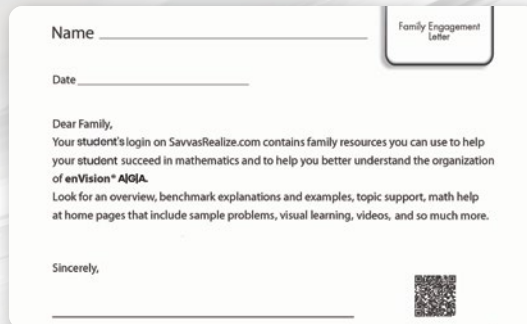 Family Engagement
Letter
Name
Date
Dear Family,
Your student's login on SavvasRealize.com contains family resources you can use to help
your student succeed in mathematics and to help you better understand the organization
of enVision® A|G|A.
Look for an overview, benchmark explanations and examples, topic support, math help
at home pages that include sample problems, visual learning, videos, and so much more.
Sincerely,